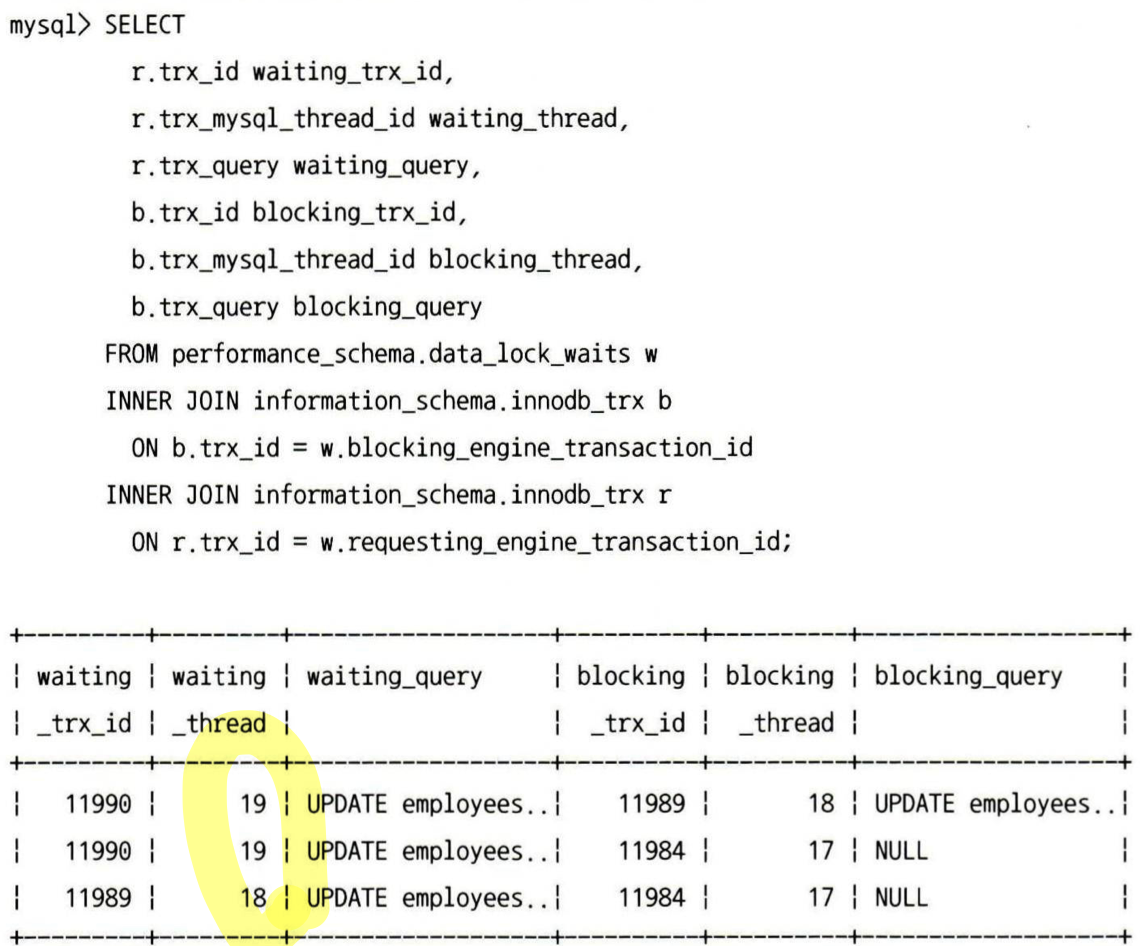 mysql> SELECT
r.trx_id waiting_trx_id,
r.trx_mysql_thread_id waiting_thread,
r.trx_query waiting_query,
b.trx_id blocking_trx_id,
b.trx_mysql_thread_id blocking_thread,
b.trx_query blocking_query
FROM performance_schema.data_lock_waits w
INNER JOIN information_schema.innodb_trx b
ON b.trx_id = w.blocking_engine_transaction_id
INNER JOIN information_schema.innodb_trx r
ON r.trx_id = w.requesting_engine_transaction_id;
+----------+----------+--------------------+----------+----------+--------------------+
| waiting | waiting | waiting_query | blocking | blocking | blocking_query |
| _trx_id | _thread | | _trx_id | _thread | |
+----------+----------+--------------------+----------+----------+--------------------+
| 11990 | 19 | UPDATE employees..| 11989 | 18 | UPDATE employees..|
| 11990 | 19 | UPDATE employees..| 11984 | 17 | NULL |
| 11989 | 18 | UPDATE employees..| 11984 | 17 | NULL |
+----------+----------+--------------------+----------+----------+--------------------+